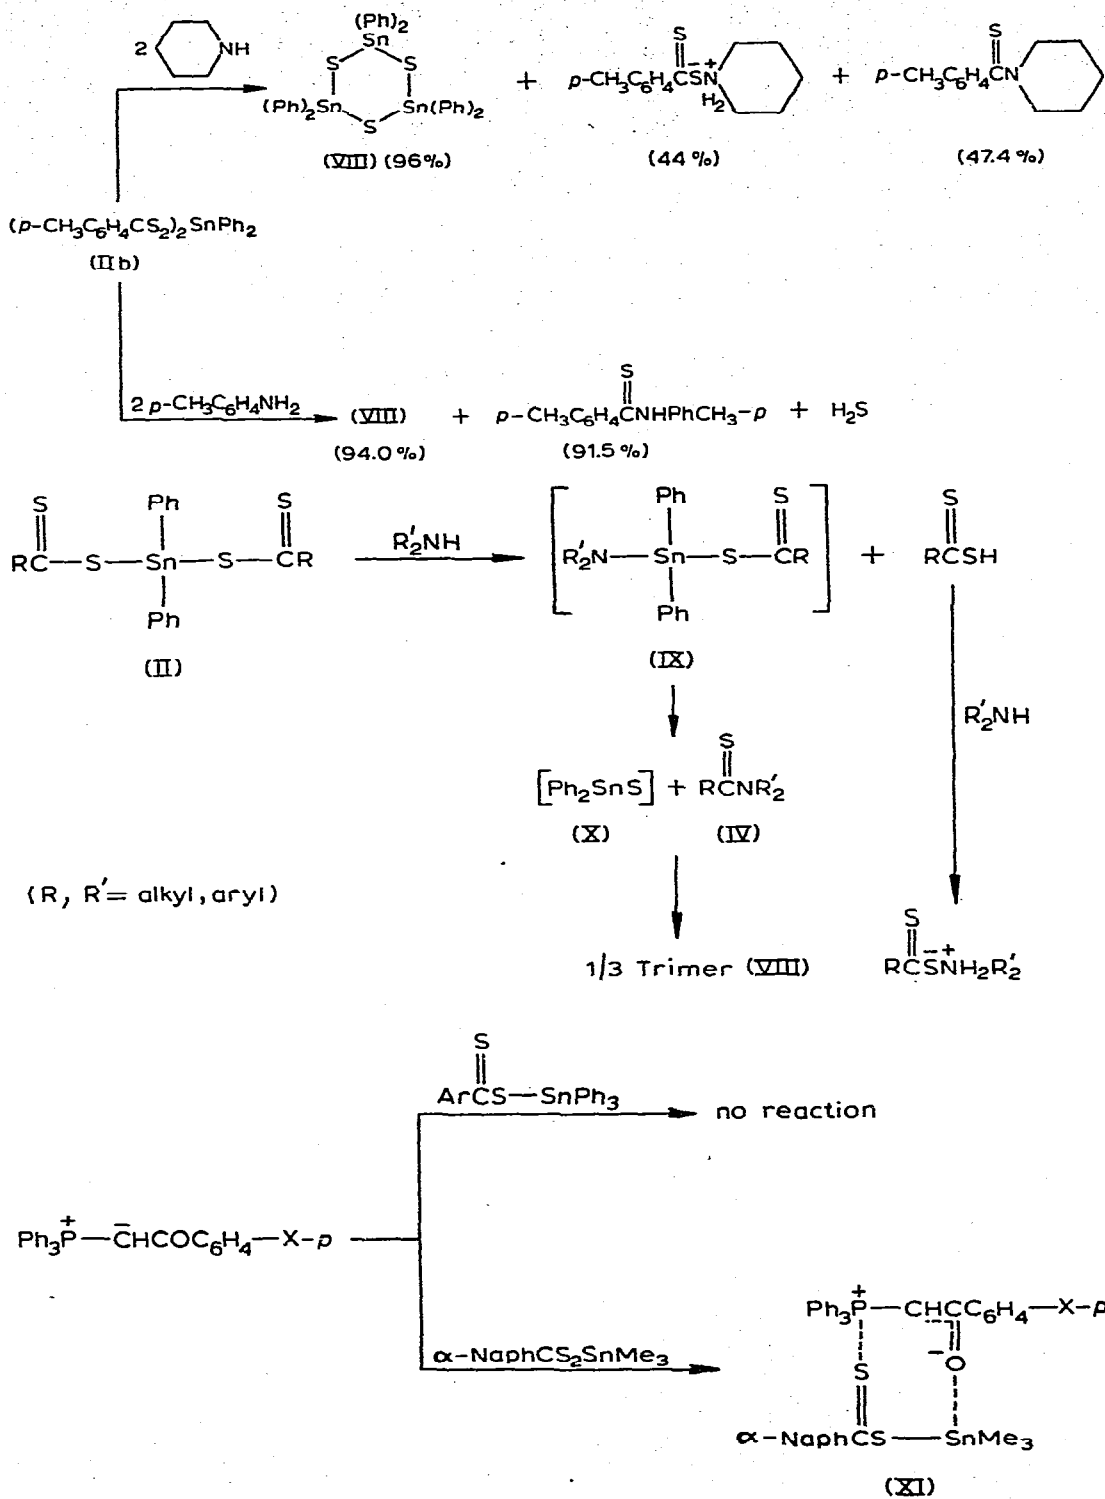 2 NH
(Ph)2
Sn
S S
(Ph)2Sn Sn(Ph)2
S
(VIII) (96%)
+
S
p-CH3C6H4CSN
- +
H2
(44%)
+
S
p-CH3C6H4CN
(47.4%)
(p-CH3C6H4CS2)2SnPh2
(IIb)
2 p-CH3C6H4NH2
(VIII) + p-CH3C6H4CNHPhCH3-p + H2S
S
(94.0%) (91.5%)
S Ph S
RC—S—Sn—S—CR
Ph
(II)
R'2NH
Ph S
[R'2N—Sn—S—CR]
Ph
(IX)
+
S
RCSH
R'2NH
S
[Ph2SnS] + RCNR'2
(X) (IV)
(R, R' = alkyl, aryl)
1/3 Trimer (VIII)
S
- +
RCSNH2R'2
S
ArCS—SnPh3
no reaction
+ -
Ph3P—CHCOC6H4—X-p
α-NaphCS2SnMe3
+
Ph3P—CHCC6H4—X-p
- O
S
α-NaphCS—SnMe3
(XI)